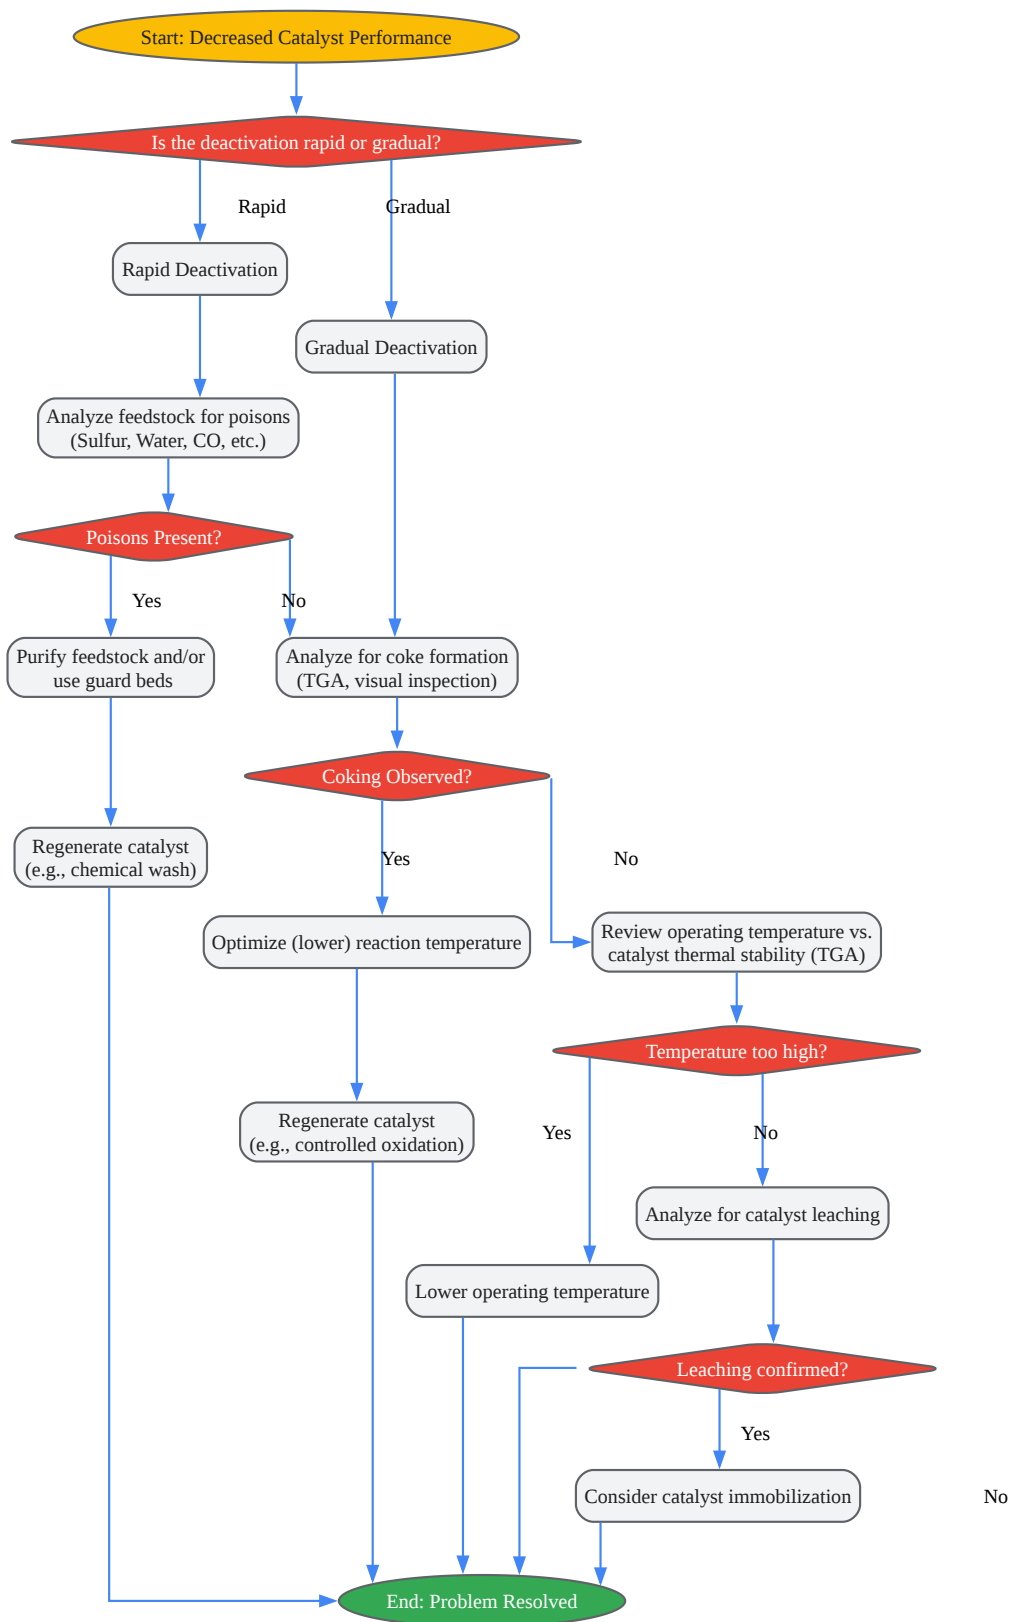 Start: Decreased Catalyst Performance
Is the deactivation rapid or gradual?
Rapid
Gradual
Rapid Deactivation
Gradual Deactivation
Analyze feedstock for poisons
(Sulfur, Water, CO, etc.)
Poisons Present?
Yes
No
Purify feedstock and/or
use guard beds
Analyze for coke formation
(TGA, visual inspection)
Coking Observed?
Regenerate catalyst
(e.g., chemical wash)
Yes
No
Optimize (lower) reaction temperature
Review operating temperature vs.
catalyst thermal stability (TGA)
Temperature too high?
Regenerate catalyst
(e.g., controlled oxidation)
Yes
No
Analyze for catalyst leaching
Lower operating temperature
Leaching confirmed?
Yes
Consider catalyst immobilization
No
End: Problem Resolved